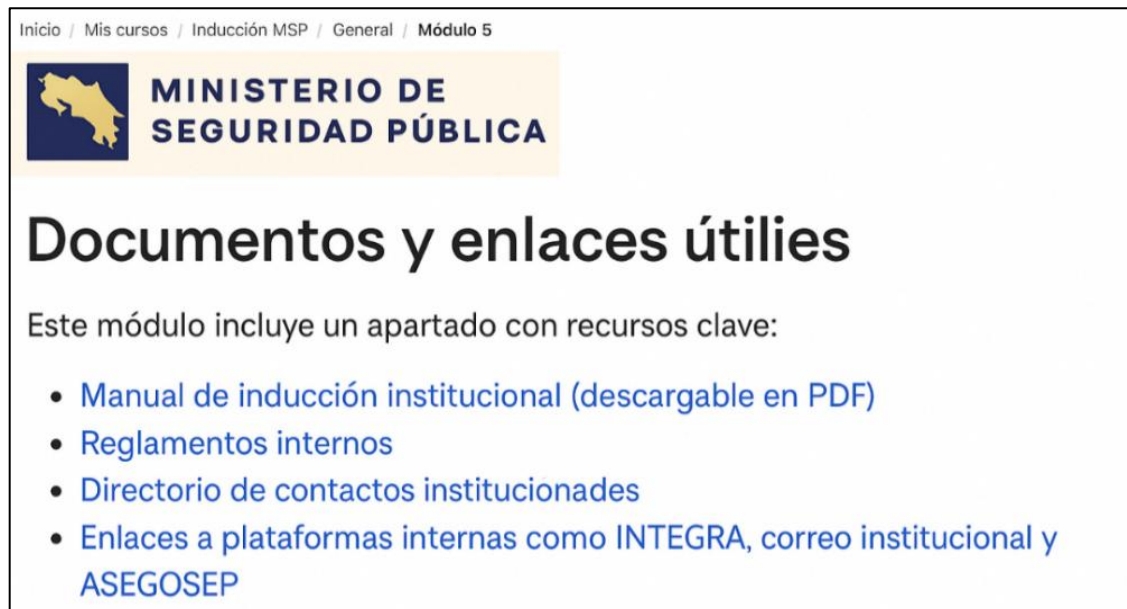 Inicio / Mis cursos / Inducción MSP / General / Módulo 5
MINISTERIO DE
SEGURIDAD PÚBLICA
Documentos y enlaces útilies
Este módulo incluye un apartado con recursos clave:
• Manual de inducción institucional (descargable en PDF)
• Reglamentos internos
• Directorio de contactos institucionades
• Enlaces a plataformas internas como INTEGRA, correo institucional y
ASEGOSEP